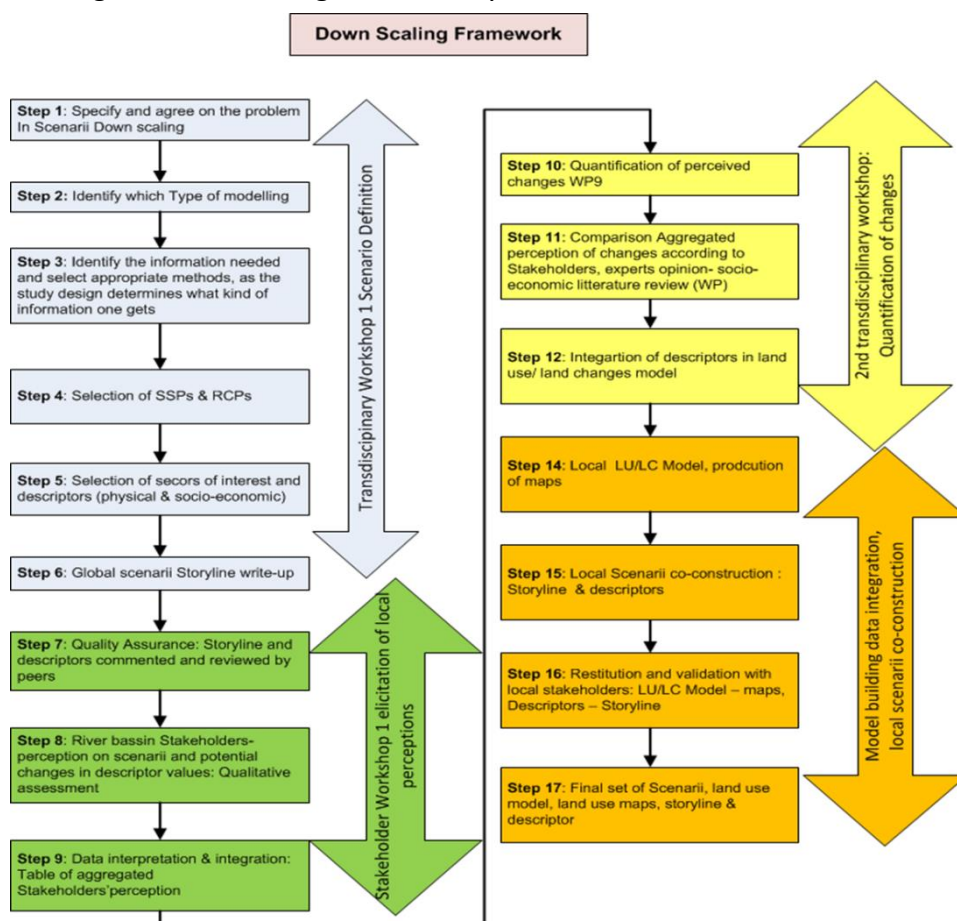 Down Scaling Framework
Step 1: Specify and agree on the problem
In Scenarii Down scaling
Step 2: Identify which Type of modelling
Step 3: Identify the information needed
and select appropriate methods, as the
study design determines what kind of
information one gets
Step 4: Selection of SSPs & RCPs
Step 5: Selection of secors of interest and
descriptors (physical & socio-economic)
Step 6: Global scenarii Storyline write-up
Transdiscipinary Workshop 1 Scenario Definition
Step 7: Quality Assurance: Storyline and
descriptors commented and reviewed by
peers
Step 8: River bassin Stakeholders-
perception on scenarii and potential
changes in descriptor values: Qualitative
assessment
Step 9: Data interpretation & integration:
Table of aggregated
Stakeholders'perception
Stakeholder Workshop 1 elicitation of local
perceptions
Step 10: Quantification of perceived
changes WP9
Step 11: Comparison Aggregated
perception of changes according to
Stakeholders, experts opinion- socio-
economic litterature review (WP)
Step 12: Integartion of descriptors in land
use/ land changes model
2nd transdisciplinary workshop:
Quantification of changes
Step 14: Local LU/LC Model, prodcution
of maps
Step 15: Local Scenarii co-construction :
Storyline & descriptors
Step 16: Restitution and validation with
local stakeholders: LU/LC Model – maps,
Descriptors – Storyline
Step 17: Final set of Scenarii, land use
model, land use maps, storyline &
descriptor
Model building data integration,
local scenarii co-construction